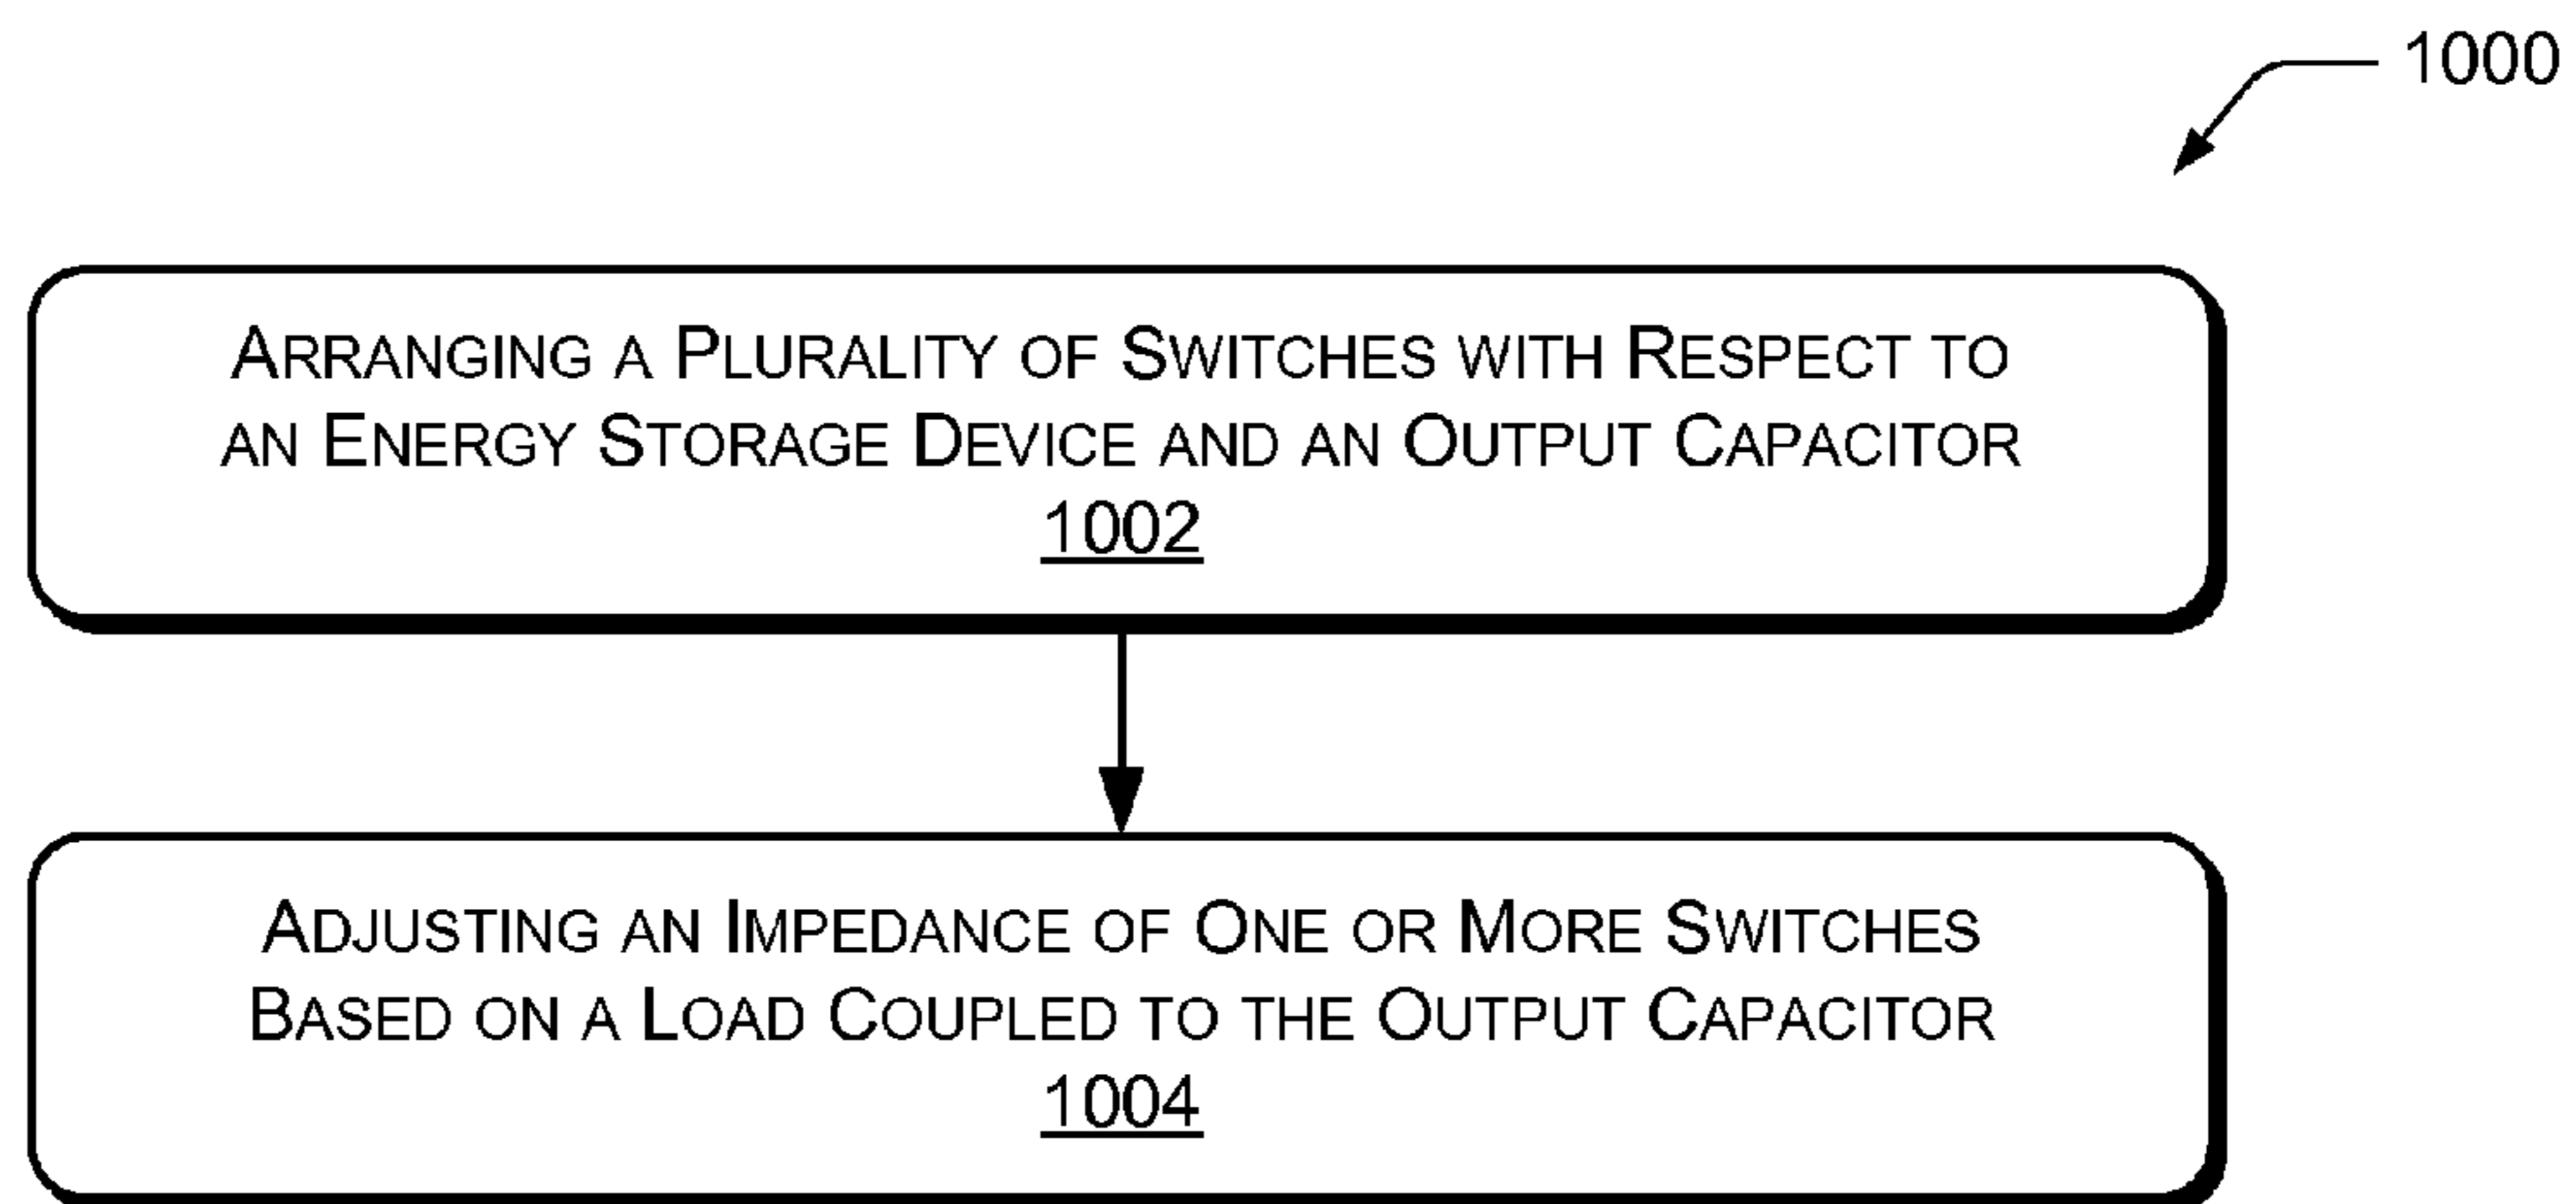 1000
ARRANGING A PLURALITY OF SWITCHES WITH RESPECT TO
AN ENERGY STORAGE DEVICE AND AN OUTPUT CAPACITOR
1002
ADJUSTING AN IMPEDANCE OF ONE OR MORE SWITCHES
BASED ON A LOAD COUPLED TO THE OUTPUT CAPACITOR
1004